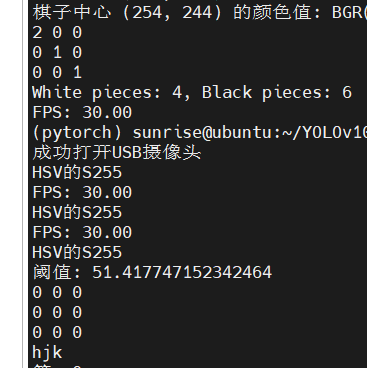 棋子中心 (254, 244) 的颜色值: BGR(
2 0 0
0 1 0
0 0 1
White pieces: 4, Black pieces: 6
FPS: 30.00
(pytorch) sunrise@ubuntu:~/YOLOv10
成功打开USB摄像头
HSV的S255
FPS: 30.00
HSV的S255
FPS: 30.00
HSV的S255
阈值: 51.417747152342464
0 0 0
0 0 0
0 0 0
hjk